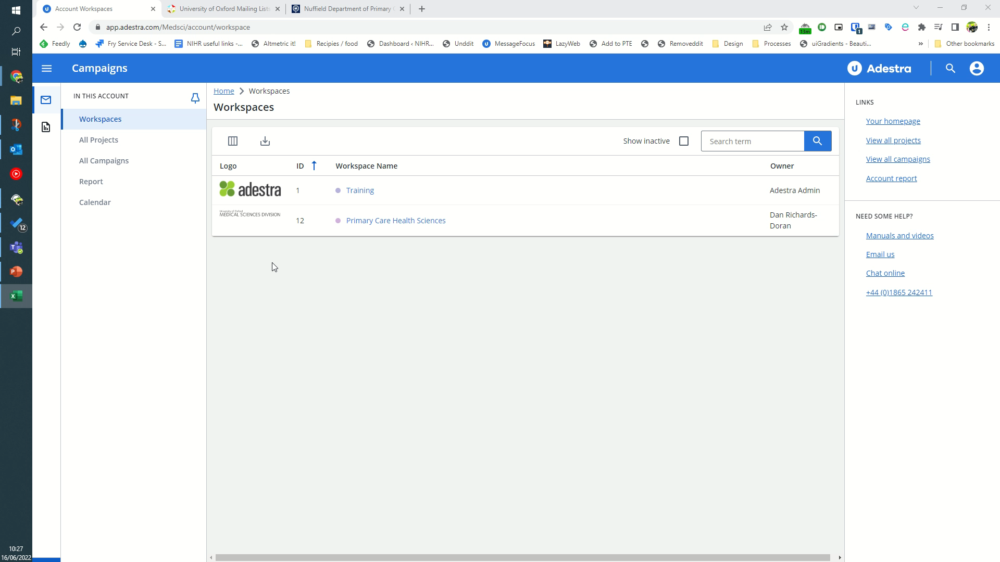 Account Workspaces
University of Oxford Mailing Lists
Nuffield Department of Primary C
app.adestra.com/Medsci/account/workspace
13m
1
Feedly
Fry Service Desk - S...
NIHR useful links -...
Altmetric it!
Recipies / food
Dashboard ‹ NIHR...
Unddit
MessageFocus
LazyWeb
Add to PTE
Removeddit
Design
Processes
uiGradients - Beauti...
»
Other bookmarks
Campaigns
Adestra
IN THIS ACCOUNT
Workspaces
All Projects
All Campaigns
Report
Calendar
Home > Workspaces
Workspaces
Show inactive
Search term
Logo
ID
Workspace Name
Owner
adestra
1
Training
Adestra Admin
University of Oxford
MEDICAL SCIENCES DIVISION
12
Primary Care Health Sciences
Dan Richards-
Doran
LINKS
Your homepage
View all projects
View all campaigns
Account report
NEED SOME HELP?
Manuals and videos
Email us
Chat online
+44 (0)1865 242411
12
10:27
16/06/2022